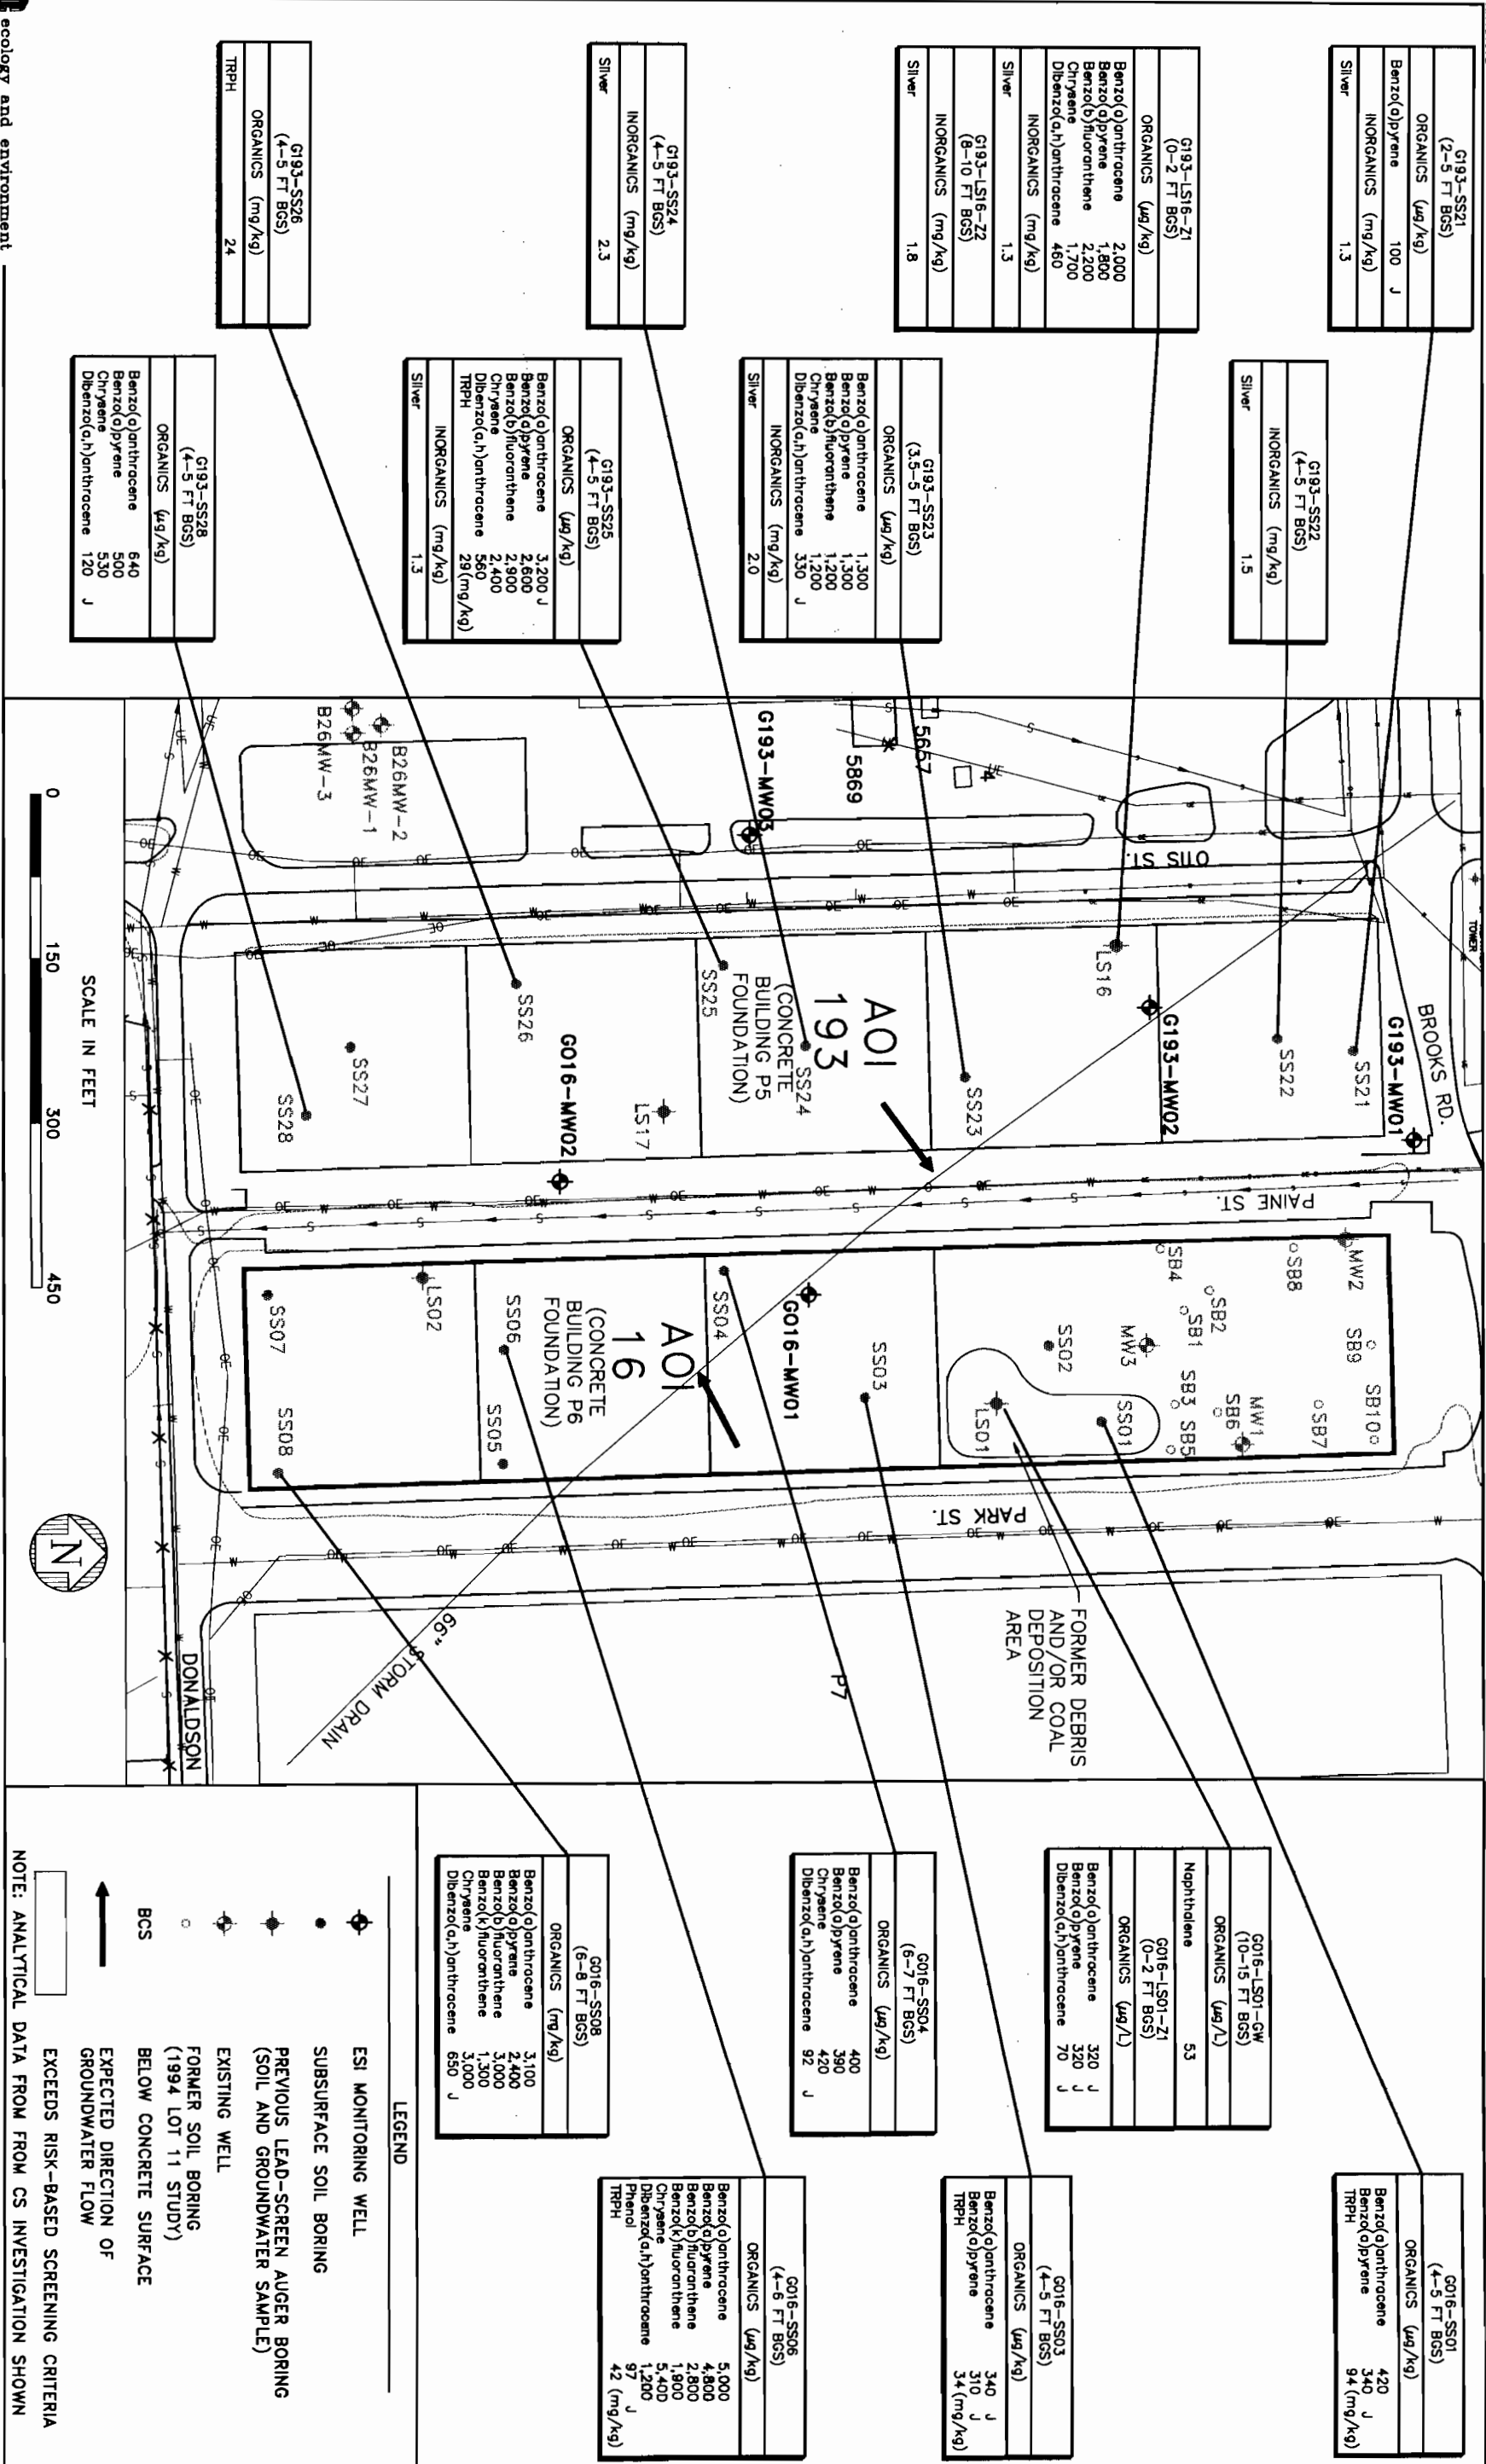 G193-SS21
(2-5 FT BGS)
ORGANICS (µg/kg)
Benzo(a)pyrene 100 J
INORGANICS (mg/kg)
Silver 1.3
G193-SS22
(4-5 FT BGS)
INORGANICS (mg/kg)
Silver 1.5
G193-LS16-Z1
(0-2 FT BGS)
ORGANICS (µg/kg)
Benzo(a)anthracene 2,000
Benzo(a)pyrene 1,800
Benzo(b)fluoranthene 2,200
Chrysene 1,700
Dibenzo(a,h)anthracene 460
INORGANICS (mg/kg)
Silver 1.3
G193-LS16-Z2
(8-10 FT BGS)
INORGANICS (mg/kg)
Silver 1.8
G193-SS23
(3.5-5 FT BGS)
ORGANICS (µg/kg)
Benzo(a)anthracene 1,300
Benzo(a)pyrene 1,300
Benzo(b)fluoranthene 1,200
Chrysene 1,200
Dibenzo(a,h)anthracene 330 J
INORGANICS (mg/kg)
Silver 2.0
G193-SS24
(4-5 FT BGS)
INORGANICS (mg/kg)
Silver 2.3
G193-SS25
(4-5 FT BGS)
ORGANICS (µg/kg)
Benzo(a)anthracene 3,200 J
Benzo(a)pyrene 2,600
Benzo(b)fluoranthene 2,900
Chrysene 2,400
Dibenzo(a,h)anthracene 560
TRPH 29(mg/kg)
INORGANICS (mg/kg)
Silver 1.3
G193-SS26
(4-5 FT BGS)
ORGANICS (mg/kg)
TRPH 24
G193-SS28
(4-5 FT BGS)
ORGANICS (µg/kg)
Benzo(a)anthracene 640
Benzo(a)pyrene 500
Chrysene 530
Dibenzo(a,h)anthracene 120 J
TOWER
BROOKS RD.
OTIS ST.
PAINE ST.
PARK ST.
DONALDSON
5657
5869
G193-MW03
B26MW-2
B26MW-1
B26MW-3
G193-MW01
SS21
SS22
G193-MW02
LS16
SS23
AOI
193
SS24
(CONCRETE
BUILDING P5
FOUNDATION)
SS25
LS17
G016-MW02
SS26
SS27
SS28
MW2
SB9
SB10
SB8
SB7
SB4
SB2
SB1
MW1
SB6
SB3
SB5
MW3
SS02
SS01
LS01
SS03
G016-MW01
SS04
AOI
16
(CONCRETE
BUILDING P6
FOUNDATION)
SS06
SS05
LS02
SS07
SS08
FORMER DEBRIS
AND/OR COAL
DEPOSITION
AREA
P7
66" STORM DRAIN
G016-SS01
(4-5 FT BGS)
ORGANICS (µg/kg)
Benzo(a)anthracene 420
Benzo(a)pyrene 340 J
TRPH 94 (mg/kg)
G016-LS01-GW
(10-15 FT BGS)
ORGANICS (µg/L)
Naphthalene 53
G016-LS01-Z1
(0-2 FT BGS)
ORGANICS (µg/L)
Benzo(a)anthracene 320 J
Benzo(a)pyrene 320 J
Dibenzo(a,h)anthracene 70 J
G016-SS03
(4-5 FT BGS)
ORGANICS (µg/kg)
Benzo(a)anthracene 340 J
Benzo(a)pyrene 310 J
TRPH 34 (mg/kg)
G016-SS04
(6-7 FT BGS)
ORGANICS (µg/kg)
Benzo(a)anthracene 400
Benzo(a)pyrene 390
Chrysene 420
Dibenzo(a,h)anthracene 92 J
G016-SS06
(4-6 FT BGS)
ORGANICS (µg/kg)
Benzo(a)anthracene 5,000
Benzo(a)pyrene 4,800
Benzo(b)fluoranthene 2,800
Benzo(k)fluoranthene 1,900
Chrysene 5,400
Dibenzo(a,h)anthracene 1,200
Phenol 97 J
TRPH 42 (mg/kg)
G016-SS08
(6-8 FT BGS)
ORGANICS (mg/kg)
Benzo(a)anthracene 3,100
Benzo(a)pyrene 2,400
Benzo(b)fluoranthene 3,000
Benzo(k)fluoranthene 1,300
Chrysene 3,000
Dibenzo(a,h)anthracene 650 J
LEGEND
ESI MONITORING WELL
SUBSURFACE SOIL BORING
PREVIOUS LEAD-SCREEN AUGER BORING
(SOIL AND GROUNDWATER SAMPLE)
EXISTING WELL
FORMER SOIL BORING
(1994 LOT 11 STUDY)
BCS BELOW CONCRETE SURFACE
EXPECTED DIRECTION OF
GROUNDWATER FLOW
EXCEEDS RISK-BASED SCREENING CRITERIA
NOTE: ANALYTICAL DATA FROM FROM CS INVESTIGATION SHOWN
0 150 300 450
SCALE IN FEET
N
ecology and environment